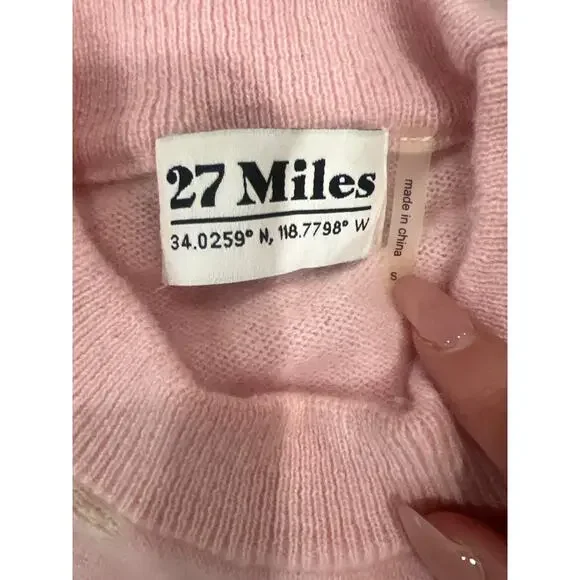 27 Miles
34.0259° N, 118.7798° W
made in china
S